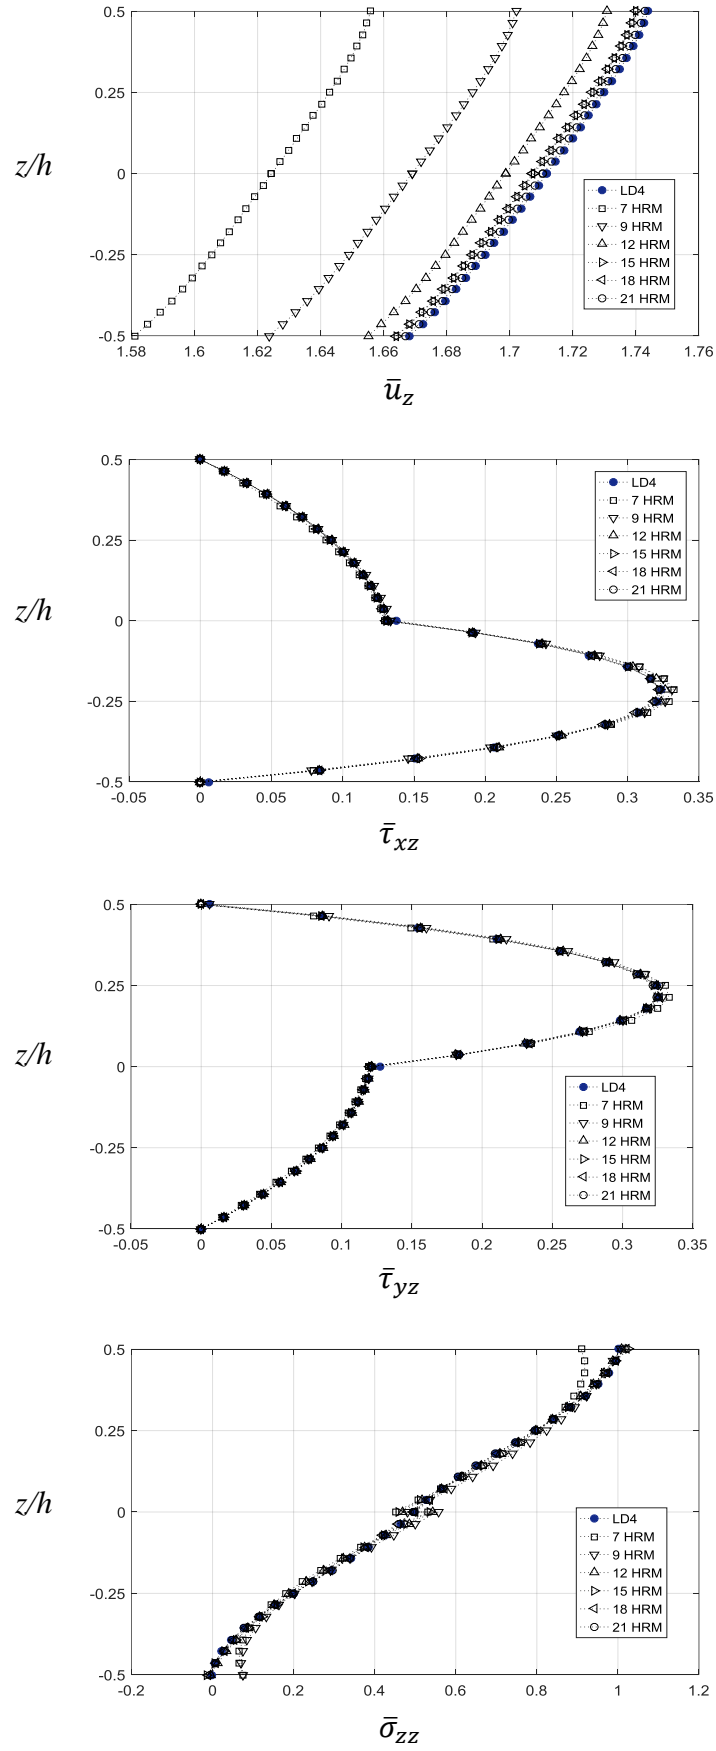 0.5
0.25
z/h
0
-0.25
-0.5
LD4
7 HRM
9 HRM
12 HRM
15 HRM
18 HRM
21 HRM
1.58 1.6 1.62 1.64 1.66 1.68 1.7 1.72 1.74 1.76
ū_z
0.5
0.25
z/h
0
-0.25
-0.5
LD4
7 HRM
9 HRM
12 HRM
15 HRM
18 HRM
21 HRM
-0.05 0 0.05 0.1 0.15 0.2 0.25 0.3 0.35
τ̄_xz
0.5
0.25
z/h
0
-0.25
-0.5
LD4
7 HRM
9 HRM
12 HRM
15 HRM
18 HRM
21 HRM
-0.05 0 0.05 0.1 0.15 0.2 0.25 0.3 0.35
τ̄_yz
0.5
0.25
z/h
0
-0.25
-0.5
LD4
7 HRM
9 HRM
12 HRM
15 HRM
18 HRM
21 HRM
-0.2 0 0.2 0.4 0.6 0.8 1 1.2
σ̄_zz